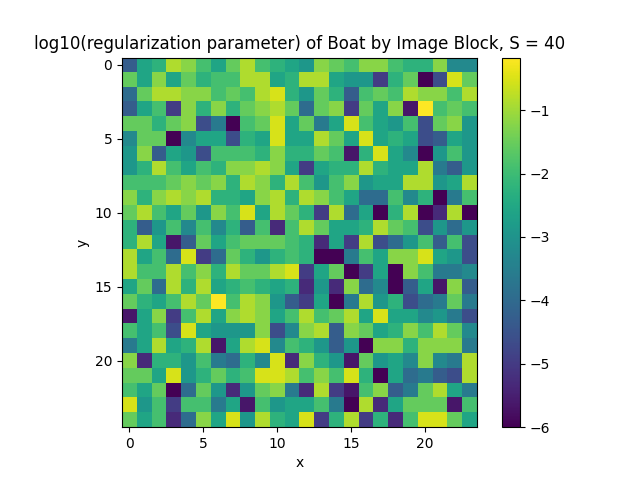 log10(regularization parameter) of Boat by Image Block, S = 40
0
5
10
15
20
y
0 5 10 15 20
x
−1
−2
−3
−4
−5
−6